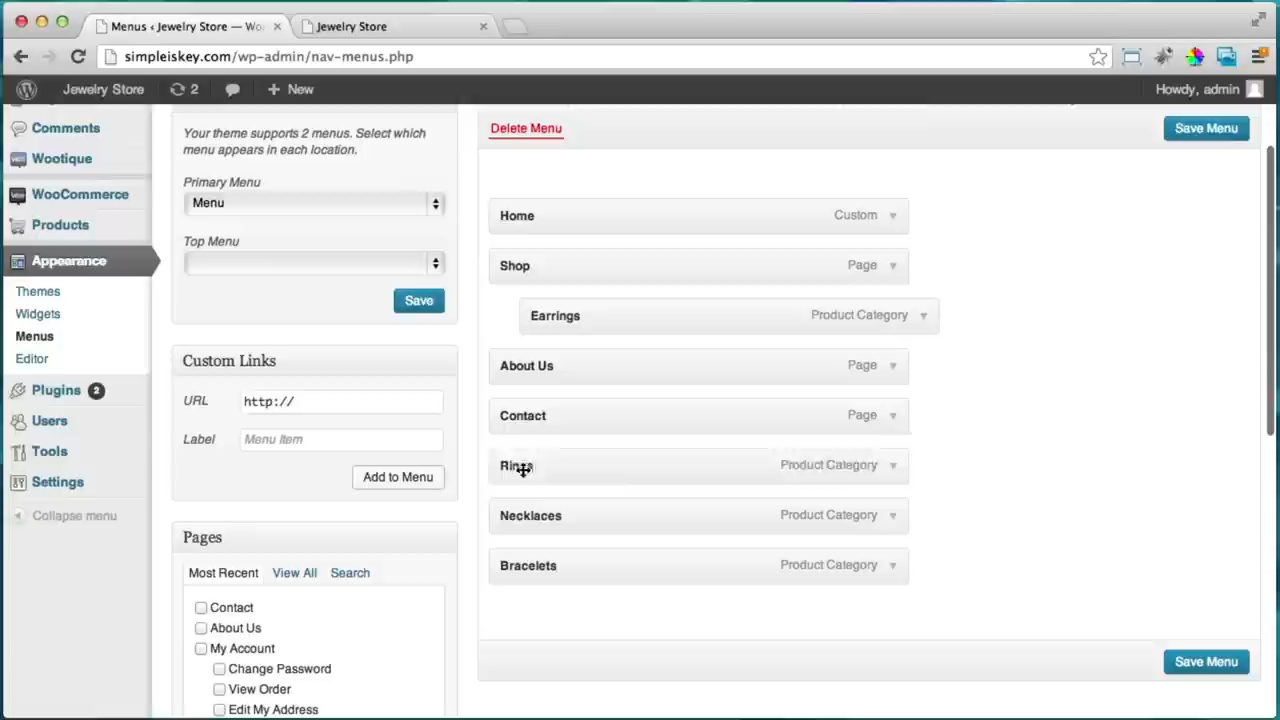 Menus ‹ Jewelry Store — Wo
Jewelry Store
simpleiskey.com/wp-admin/nav-menus.php
Jewelry Store
2
New
Howdy, admin
Comments
Wootique
WooCommerce
Products
Appearance
Themes
Widgets
Menus
Editor
Plugins 2
Users
Tools
Settings
Collapse menu
Your theme supports 2 menus. Select which
menu appears in each location.
Primary Menu
Menu
Top Menu
Save
Custom Links
URL http://
Label Menu Item
Add to Menu
Pages
Most Recent View All Search
Contact
About Us
My Account
Change Password
View Order
Edit My Address
Delete Menu
Save Menu
Home Custom
Shop Page
Earrings Product Category
About Us Page
Contact Page
Rings Product Category
Necklaces Product Category
Bracelets Product Category
Save Menu